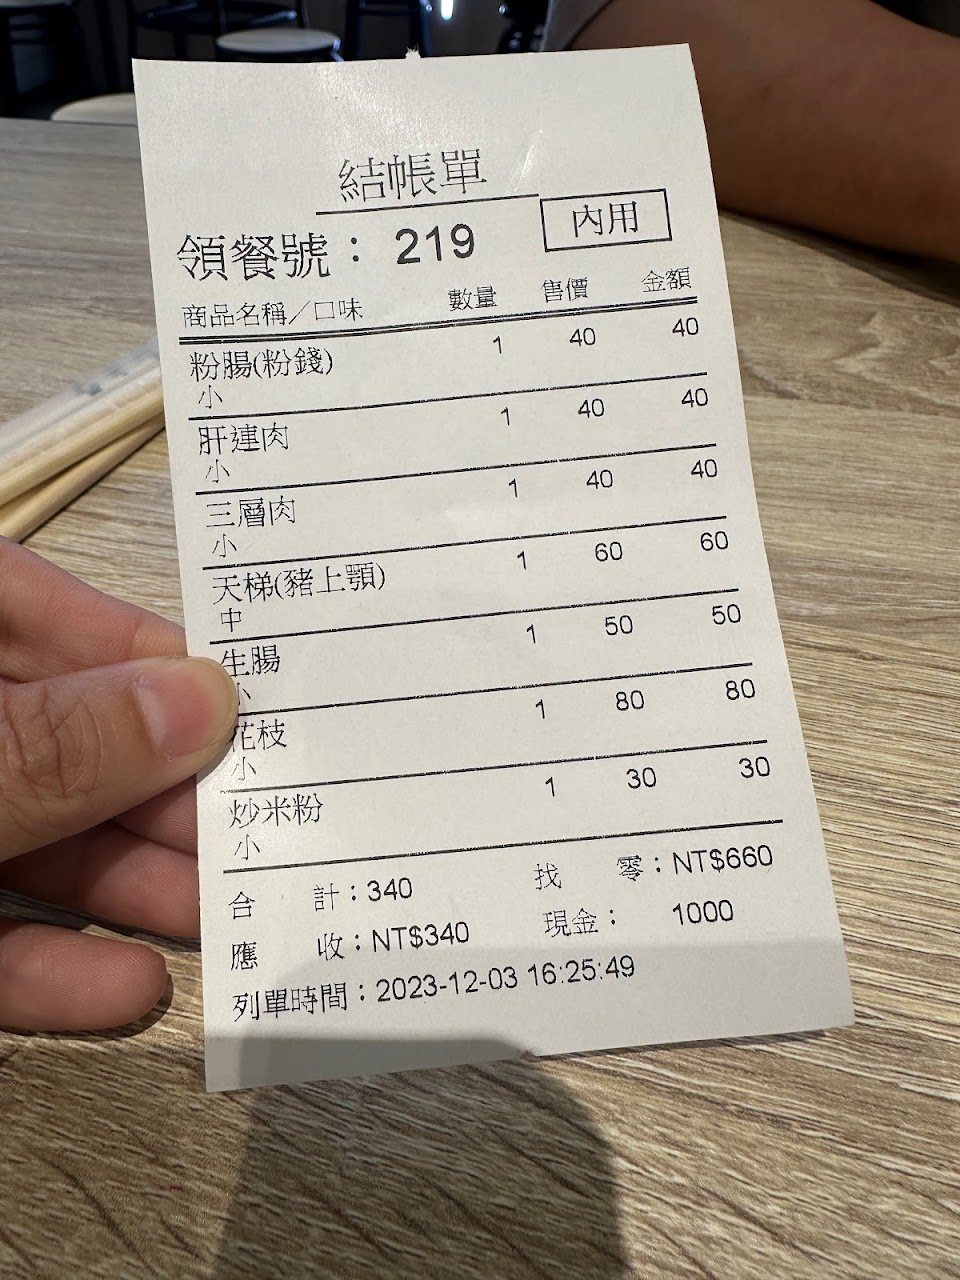 結帳單
內用
領餐號：219
商品名稱／口味 數量 售價 金額
粉腸(粉錢) 1 40 40
小
肝連肉 1 40 40
小
三層肉 1 40 40
小
天梯(豬上顎) 1 60 60
中
生腸 1 50 50
小
花枝 1 80 80
小
炒米粉 1 30 30
小
合 計：340 找 零：NT$660
應 收：NT$340 現金： 1000
列單時間：2023-12-03 16:25:49